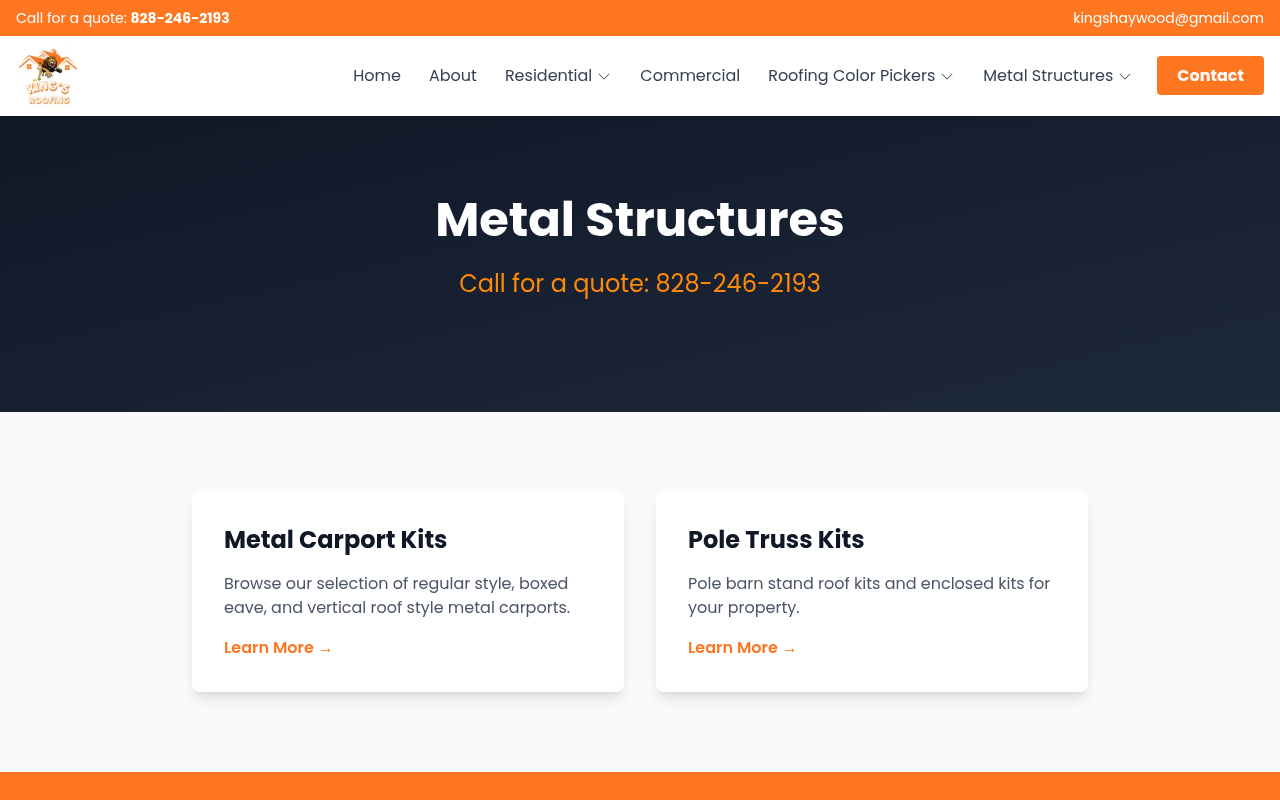 Call for a quote: 828-246-2193
kingshaywood@gmail.com
KING'S
ROOFING
Home
About
Residential
Commercial
Roofing Color Pickers
Metal Structures
Contact
Metal Structures
Call for a quote: 828-246-2193
Metal Carport Kits
Browse our selection of regular style, boxed
eave, and vertical roof style metal carports.
Learn More →
Pole Truss Kits
Pole barn stand roof kits and enclosed kits for
your property.
Learn More →